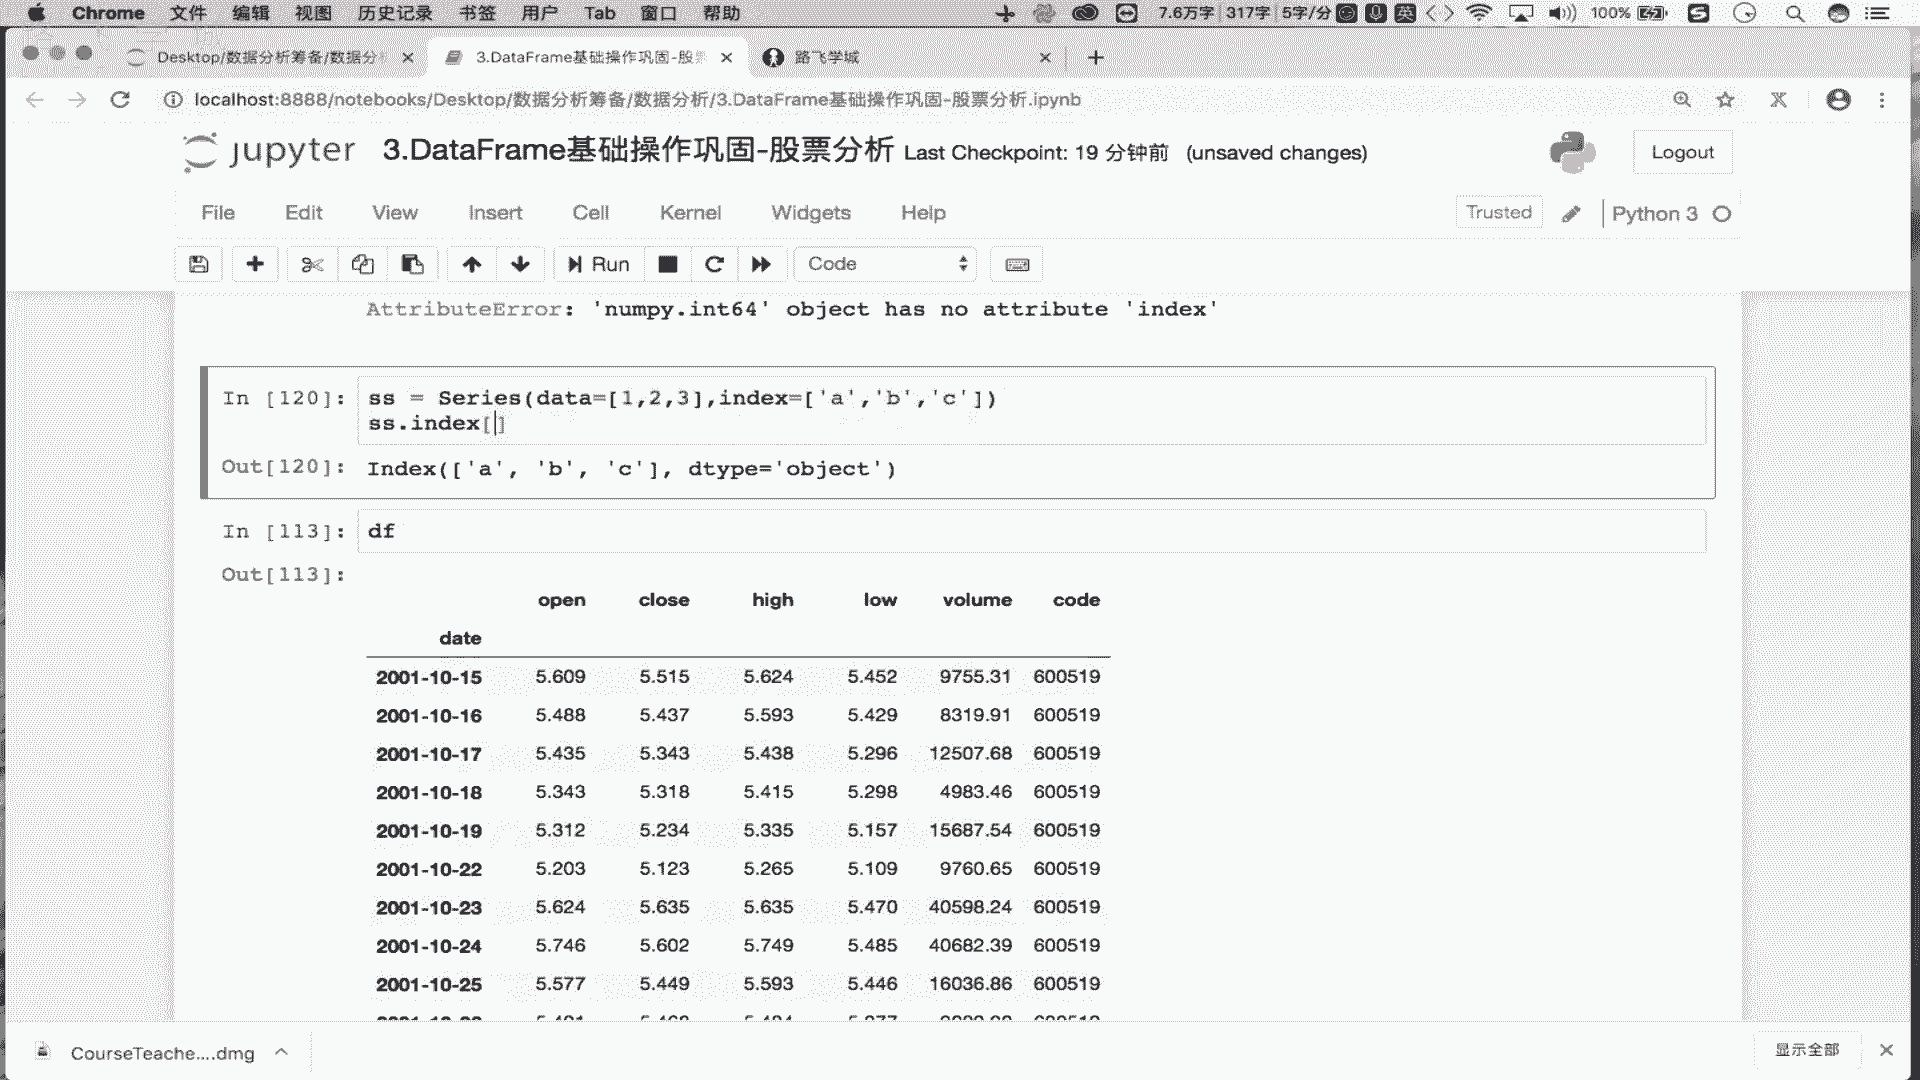 Chrome 文件 编辑 视图 历史记录 书签 用户 Tab 窗口 帮助 7.6万字 317字 5字/分 英 100%
Desktop/数据分析筹备/数据分 3.DataFrame基础操作巩固-股 路飞学城
localhost:8888/notebooks/Desktop/数据分析筹备/数据分析/3.DataFrame基础操作巩固-股票分析.ipynb
jupyter 3.DataFrame基础操作巩固-股票分析 Last Checkpoint: 19 分钟前 (unsaved changes) Logout
File Edit View Insert Cell Kernel Widgets Help Trusted Python 3
Run Code
AttributeError: 'numpy.int64' object has no attribute 'index'
In [120]: ss = Series(data=[1,2,3],index=['a','b','c'])
ss.index[]
Out[120]: Index(['a', 'b', 'c'], dtype='object')
In [113]: df
Out[113]:
open close high low volume code
date
2001-10-15 5.609 5.515 5.624 5.452 9755.31 600519
2001-10-16 5.488 5.437 5.593 5.429 8319.91 600519
2001-10-17 5.435 5.343 5.438 5.296 12507.68 600519
2001-10-18 5.343 5.318 5.415 5.298 4983.46 600519
2001-10-19 5.312 5.234 5.335 5.157 15687.54 600519
2001-10-22 5.203 5.123 5.265 5.109 9760.65 600519
2001-10-23 5.624 5.635 5.635 5.470 40598.24 600519
2001-10-24 5.746 5.602 5.749 5.485 40682.39 600519
2001-10-25 5.577 5.449 5.593 5.446 16036.86 600519
CourseTeache....dmg 显示全部